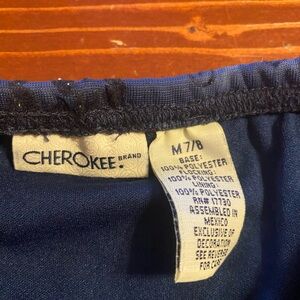 CHEROKEE. BRAND
M 7/8
BASE:
100% POLYESTER
FLOCKING:
100% POLYESTER
LINING:
100% POLYESTER
RN# 17730
ASSEMBLED IN
MEXICO
EXCLUSIVE OF
DECORATION
SEE REVERSE
FOR CARE